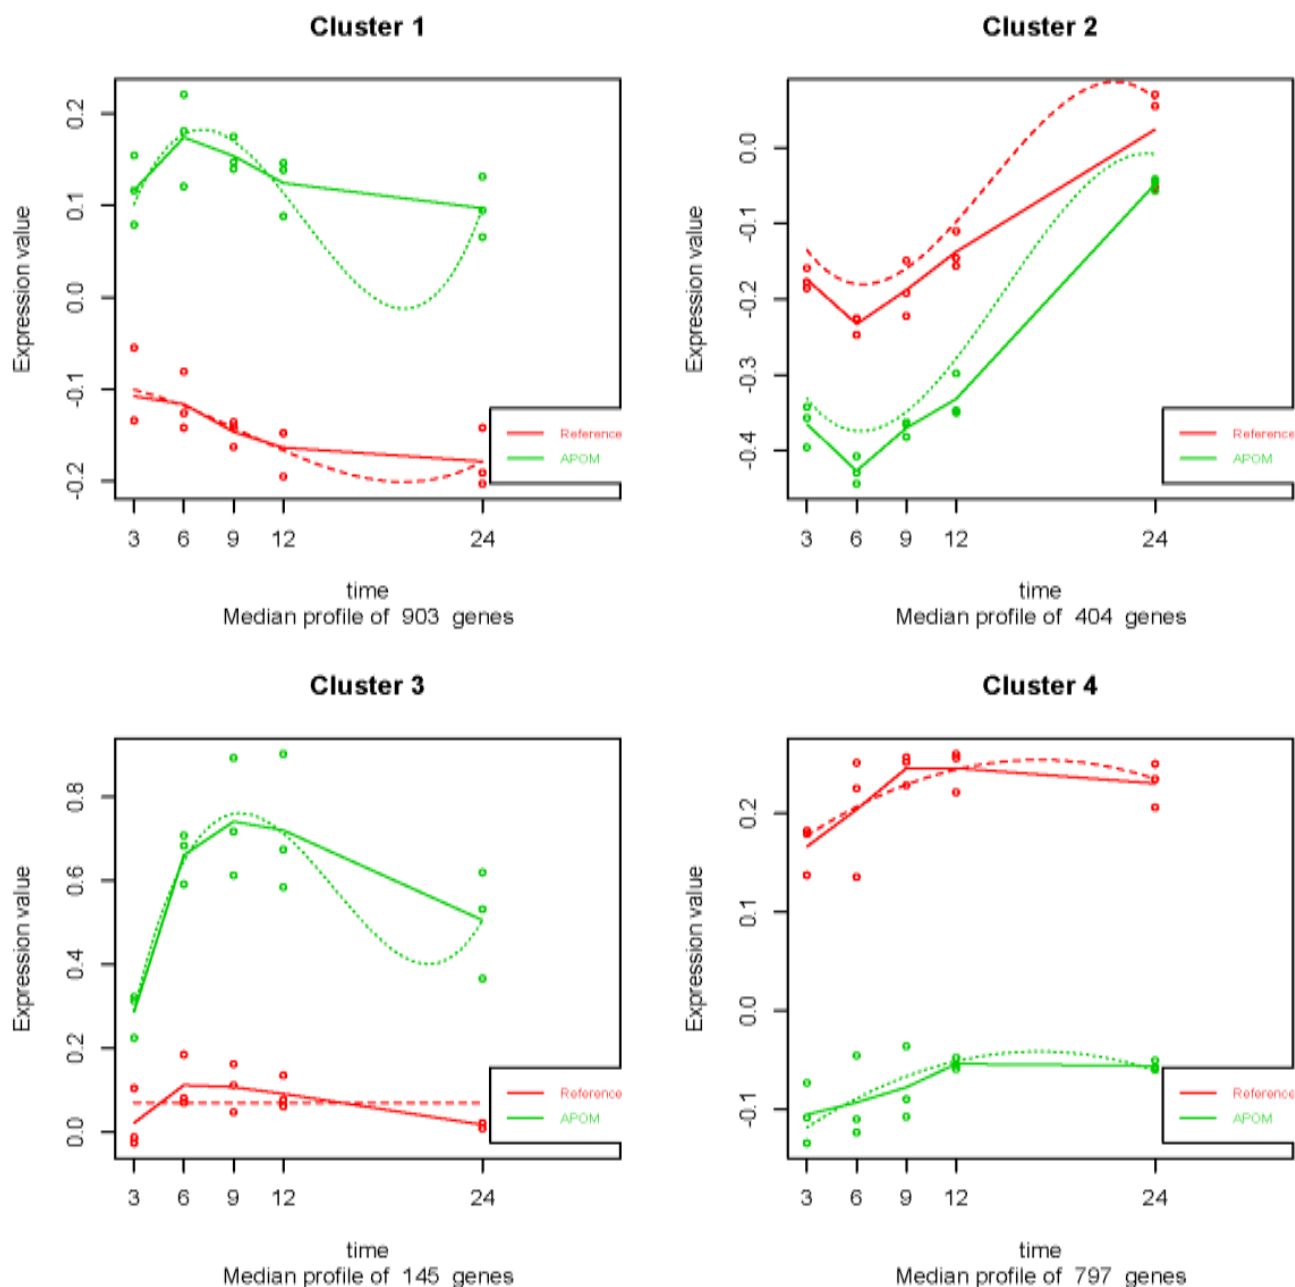 Cluster 1
Expression value
0.2
0.1
0.0
-0.1
-0.2
Reference
APOM
3 6 9 12 24
time
Median profile of 903 genes
Cluster 2
Expression value
0.0
-0.1
-0.2
-0.3
-0.4
Reference
APOM
3 6 9 12 24
time
Median profile of 404 genes
Cluster 3
Expression value
0.8
0.6
0.4
0.2
0.0
Reference
APOM
3 6 9 12 24
time
Median profile of 145 genes
Cluster 4
Expression value
0.2
0.1
0.0
-0.1
Reference
APOM
3 6 9 12 24
time
Median profile of 797 genes